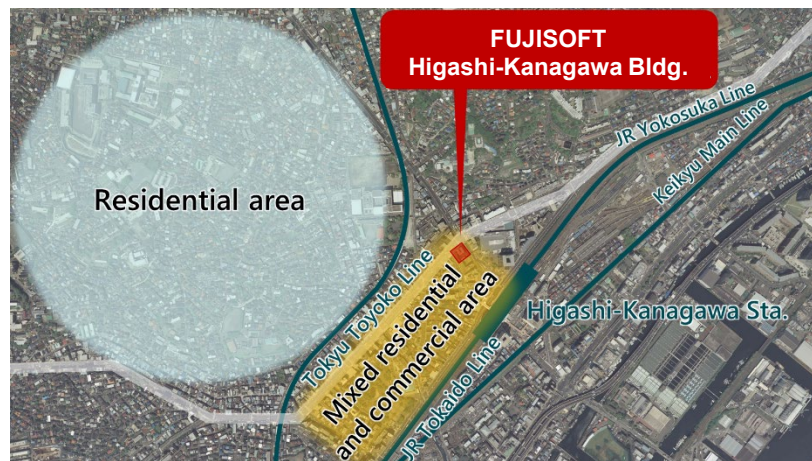 FUJISOFT
Higashi-Kanagawa Bldg.
JR Yokosuka Line
Keikyu Main Line
Residential area
Tokyu Toyoko Line
Mixed residential
and commercial area
Higashi-Kanagawa Sta.
JR Tokaido Line